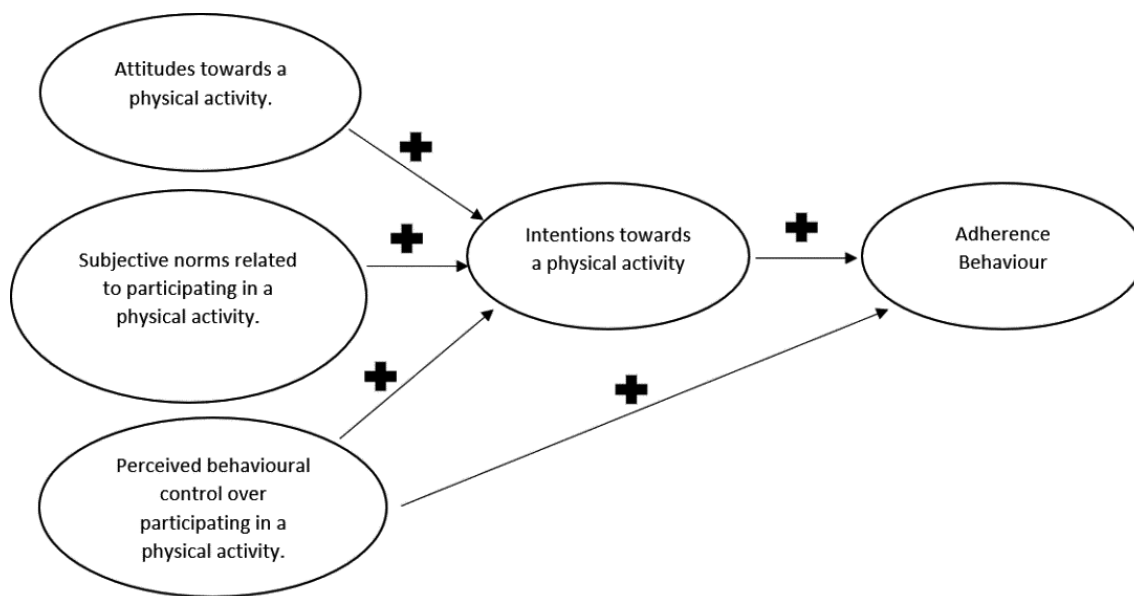 Attitudes towards a
physical activity.
Subjective norms related
to participating in a
physical activity.
Perceived behavioural
control over
participating in a
physical activity.
Intentions towards
a physical activity
Adherence
Behaviour